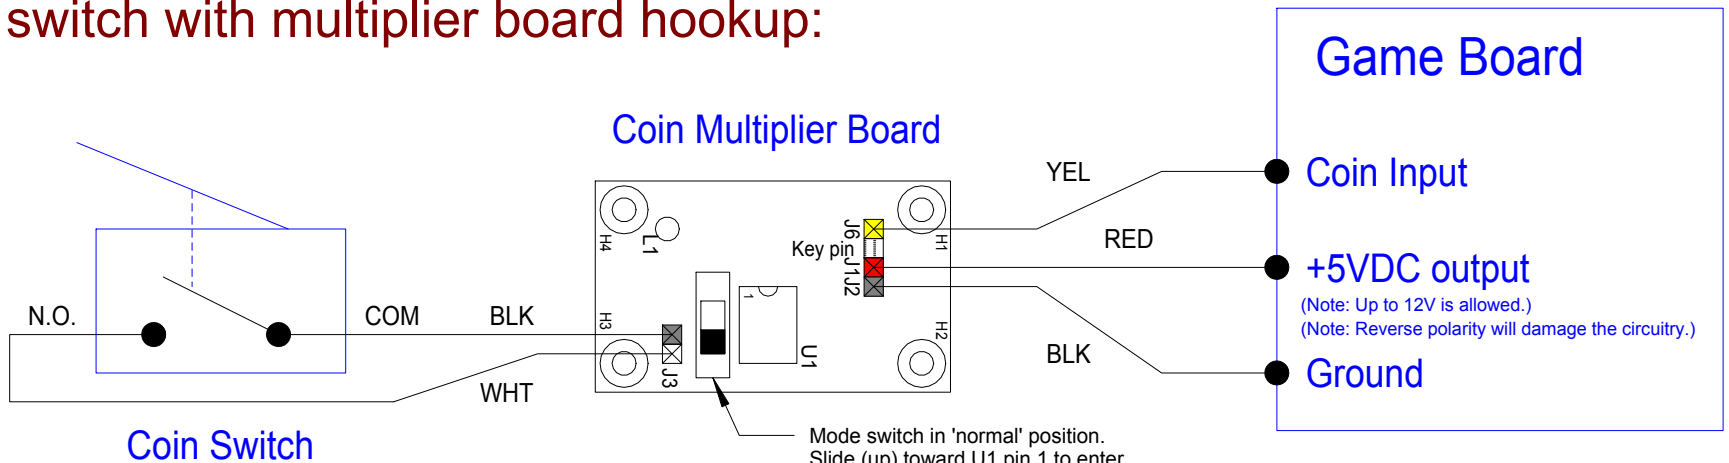 switch with multiplier board hookup:
Game Board
Coin Multiplier Board
YEL
Coin Input
J6
H1
H4
L1
Key pin
RED
J1
J2
+5VDC output
(Note: Up to 12V is allowed.)
(Note: Reverse polarity will damage the circuitry.)
1
N.O.
COM
BLK
H3
H2
U1
BLK
Ground
J3
WHT
Coin Switch
Mode switch in 'normal' position.
Slide (up) toward U1 pin 1 to enter